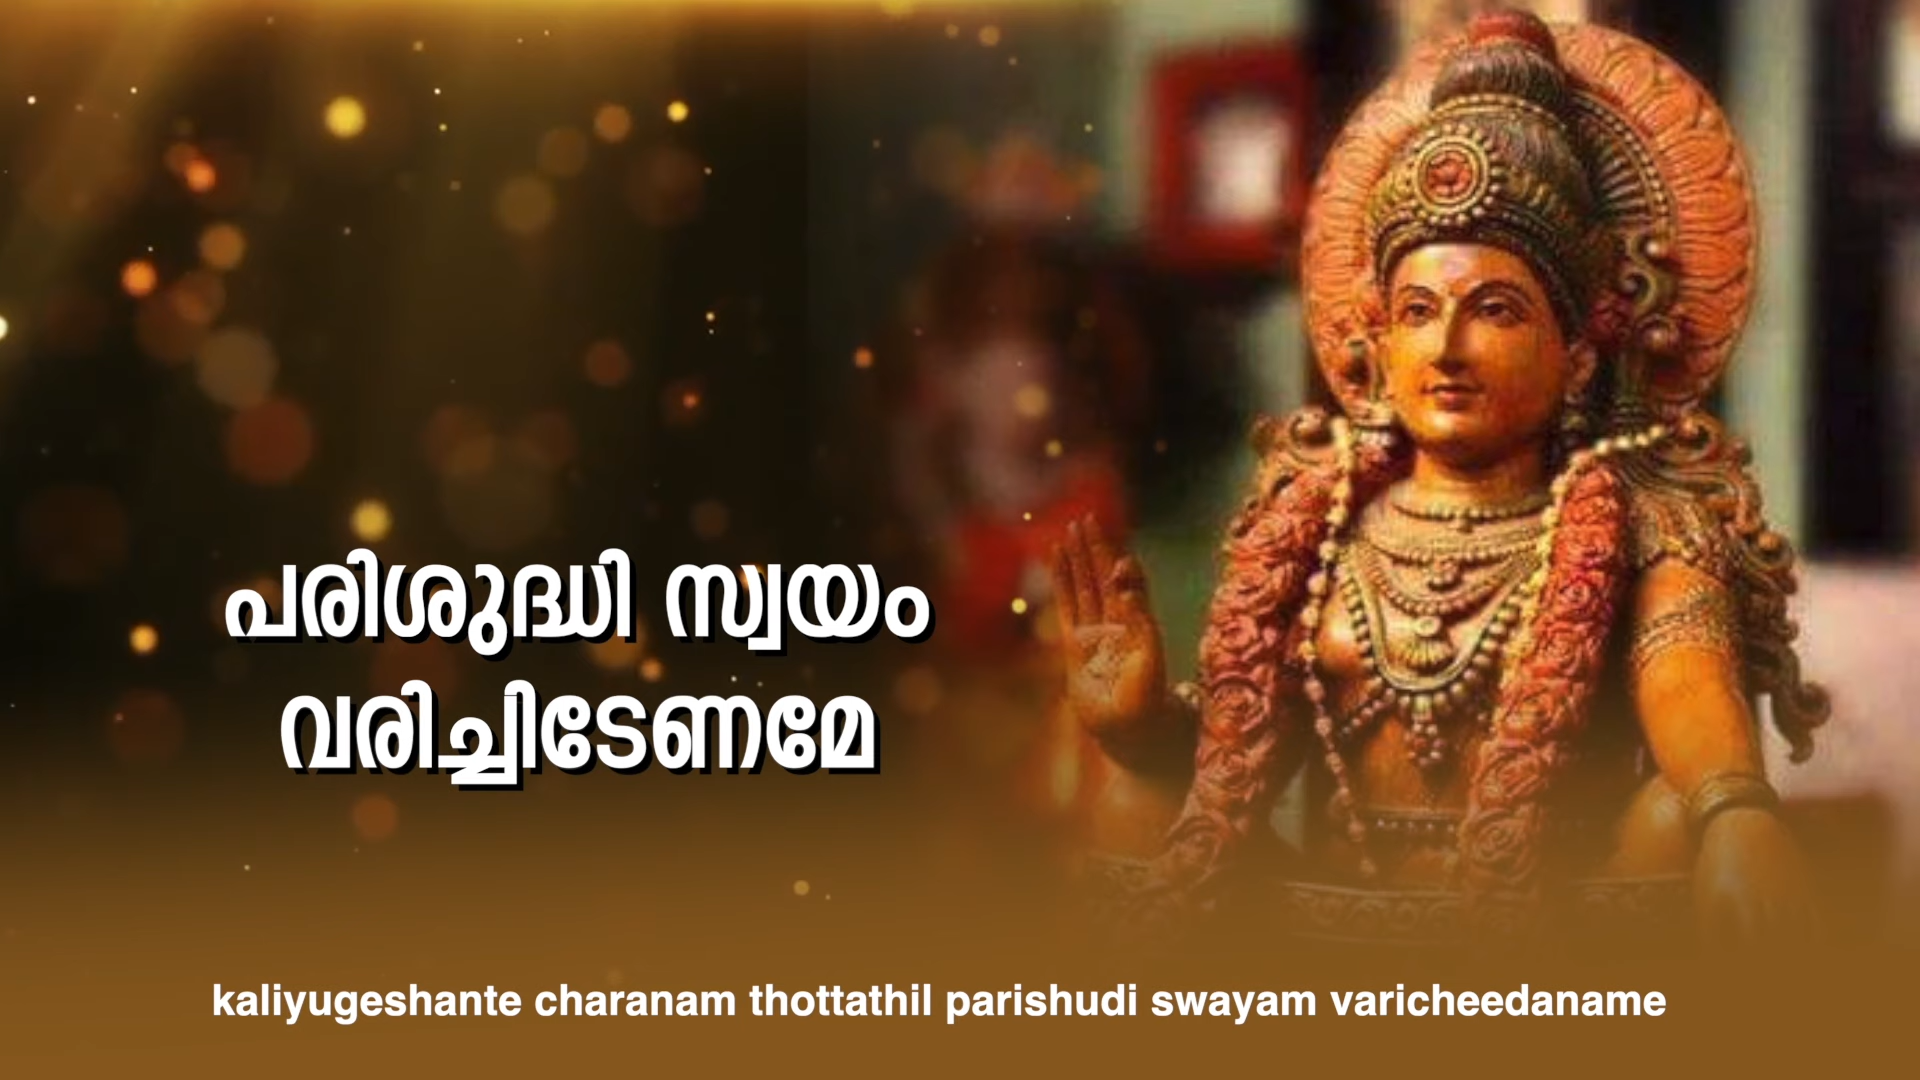 പരിശുദ്ധി സ്വയം
വരിച്ചിടേണമേ
kaliyugeshante charanam thottathil parishudi swayam varicheedaname